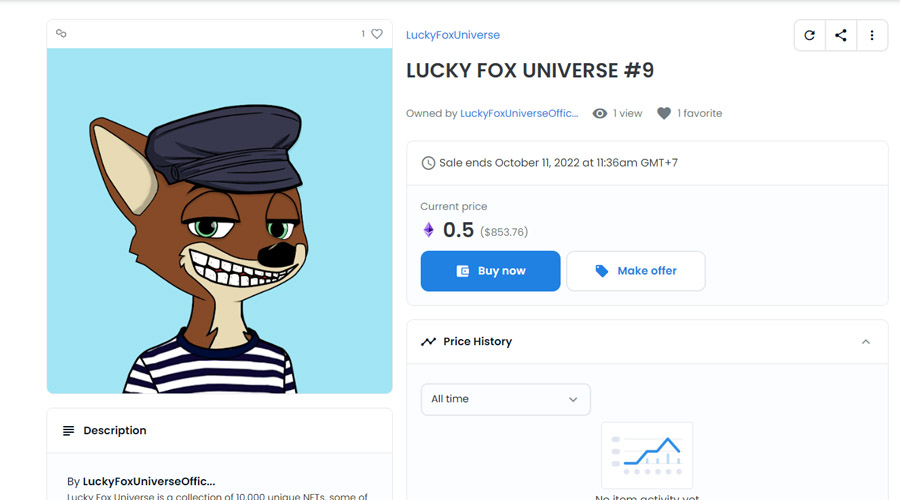 1
LuckyFoxUniverse
LUCKY FOX UNIVERSE #9
Owned by LuckyFoxUniverseOffic... 1 view 1 favorite
Sale ends October 11, 2022 at 11:36am GMT+7
Current price
0.5 ($853.76)
Buy now Make offer
Price History
All time
No item activity yet
Description
By LuckyFoxUniverseOffic...
Lucky Fox Universe is a collection of 10,000 unique NFTs, some of